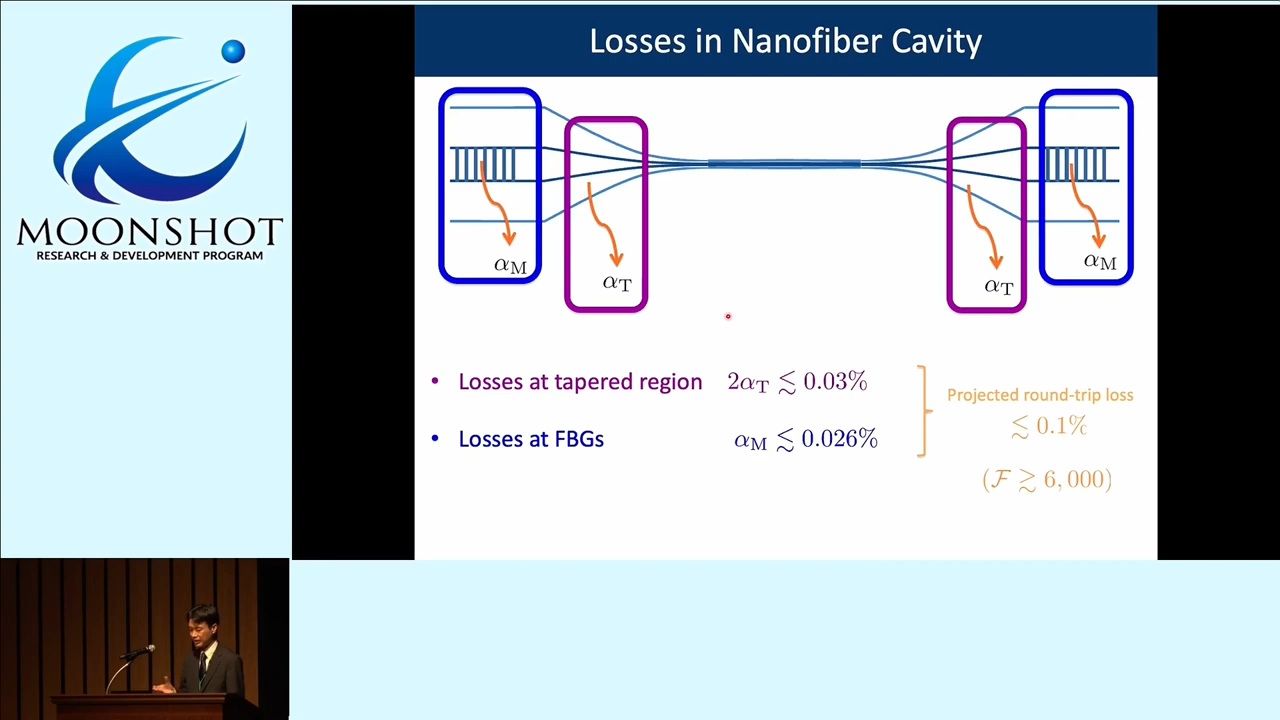 MOONSHOT
RESEARCH & DEVELOPMENT PROGRAM
Losses in Nanofiber Cavity
αM
αT
αT
αM
• Losses at tapered region 2αT ≲ 0.03%
• Losses at FBGs αM ≲ 0.026%
Projected round-trip loss
≲ 0.1%
(ℱ ≳ 6,000)